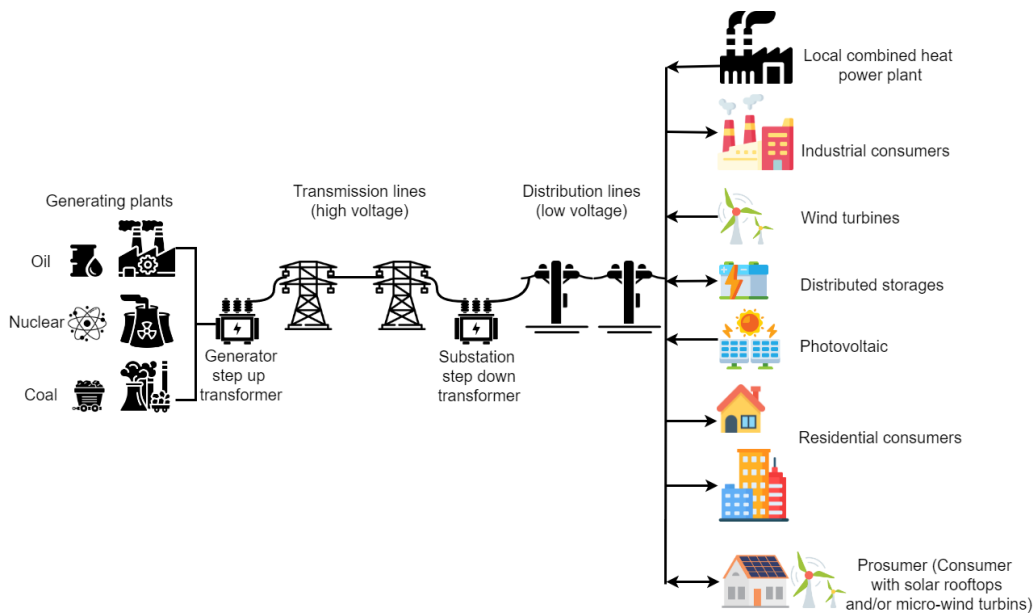 Generating plants
Oil
Nuclear
Coal
Generator
step up
transformer
Transmission lines
(high voltage)
Substation
step down
transformer
Distribution lines
(low voltage)
Local combined heat
power plant
Industrial consumers
Wind turbines
Distributed storages
Photovoltaic
Residential consumers
Prosumer (Consumer
with solar rooftops
and/or micro-wind turbins)